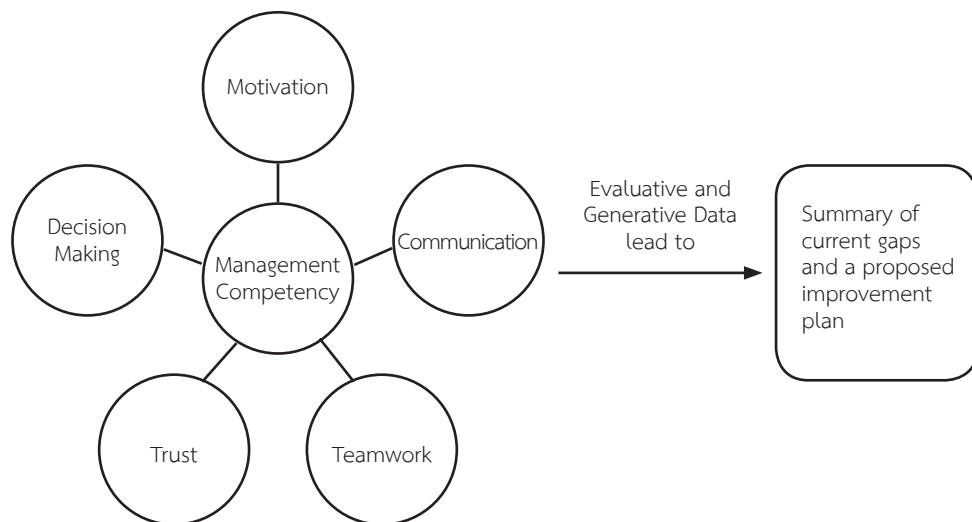 Motivation
Decision
Making
Management
Competency
Communication
Trust
Teamwork
Evaluative and
Generative Data
lead to
Summary of
current gaps
and a proposed
improvement
plan